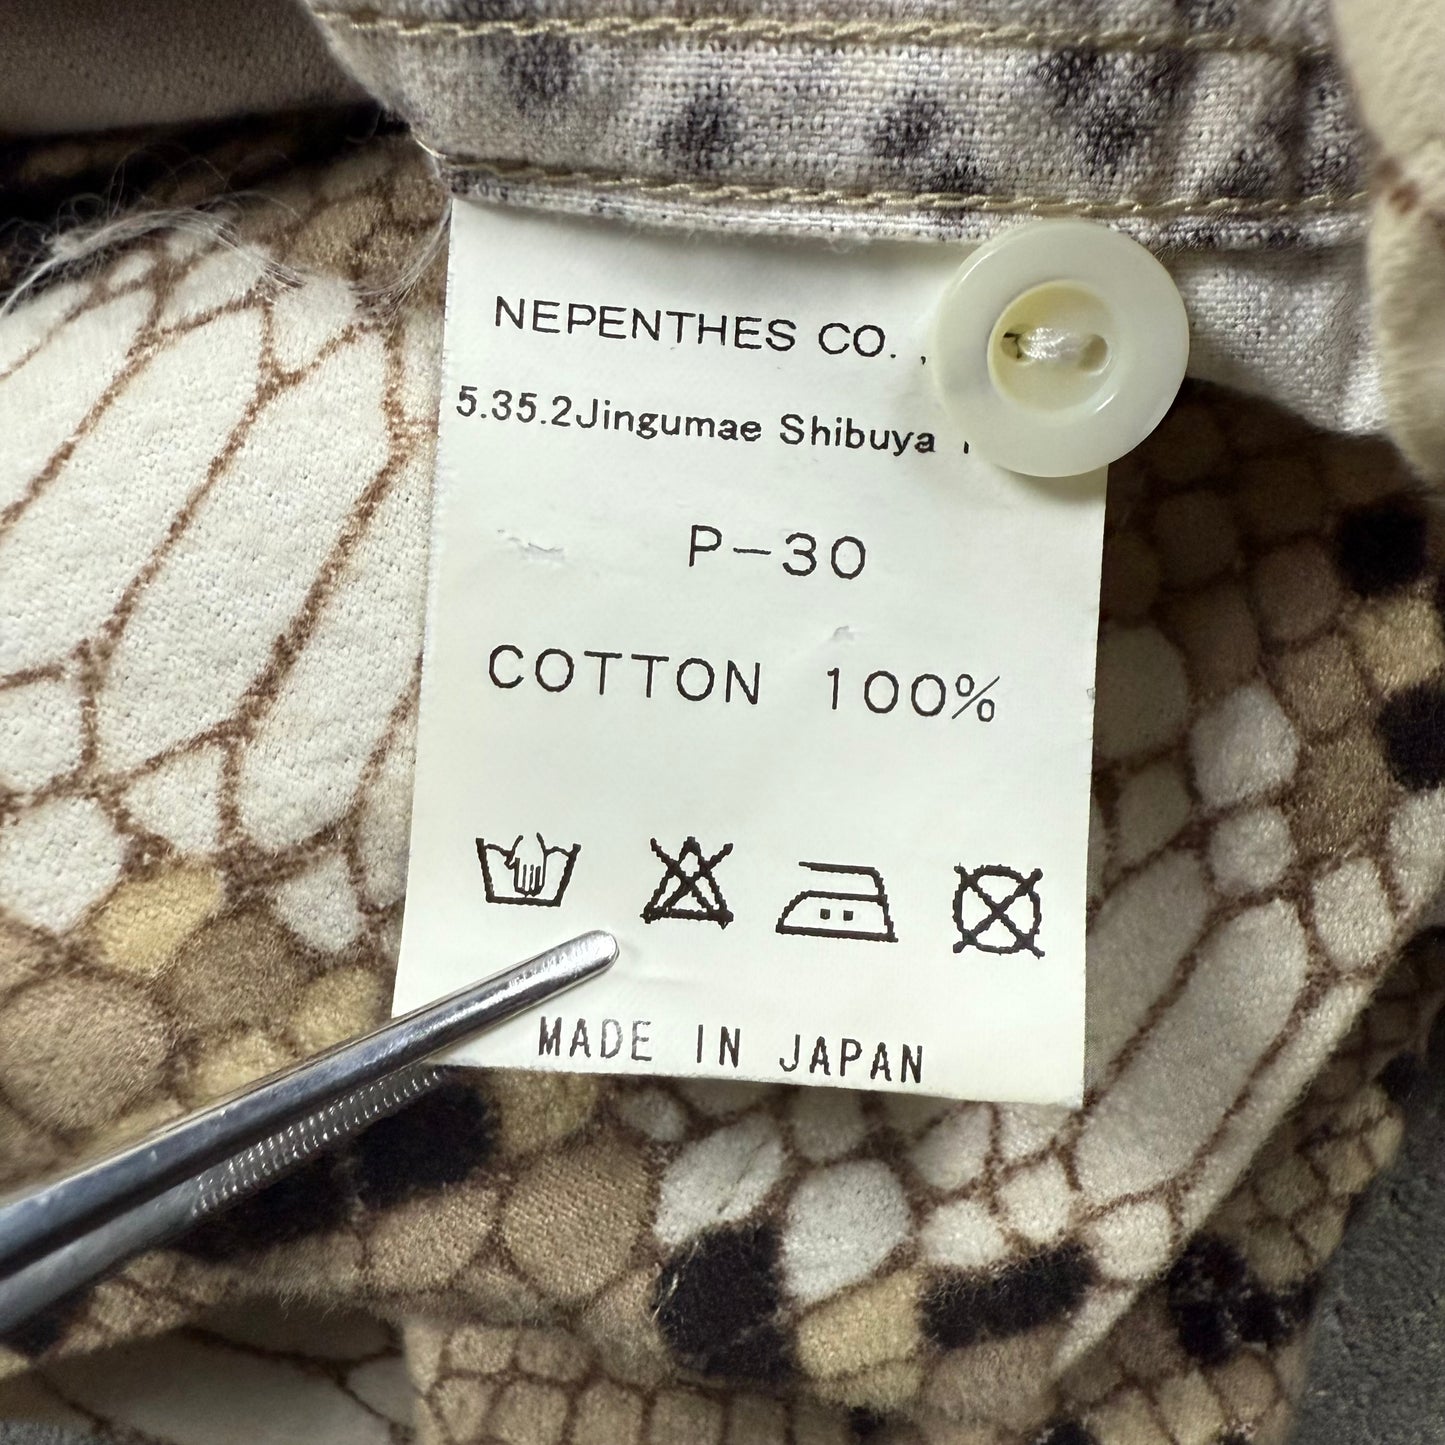 NEPENTHES CO. ,
5.35.2Jingumae Shibuya
P-30
COTTON 100%
MADE IN JAPAN